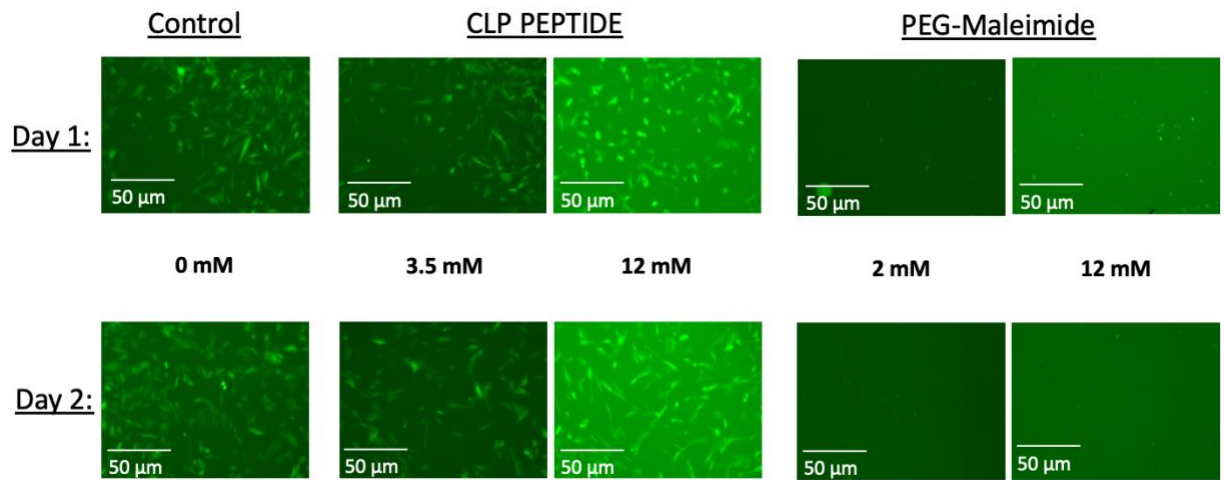 Control CLP PEPTIDE PEG-Maleimide
Day 1:
50 µm 50 µm 50 µm 50 µm 50 µm
0 mM 3.5 mM 12 mM 2 mM 12 mM
Day 2:
50 µm 50 µm 50 µm 50 µm 50 µm